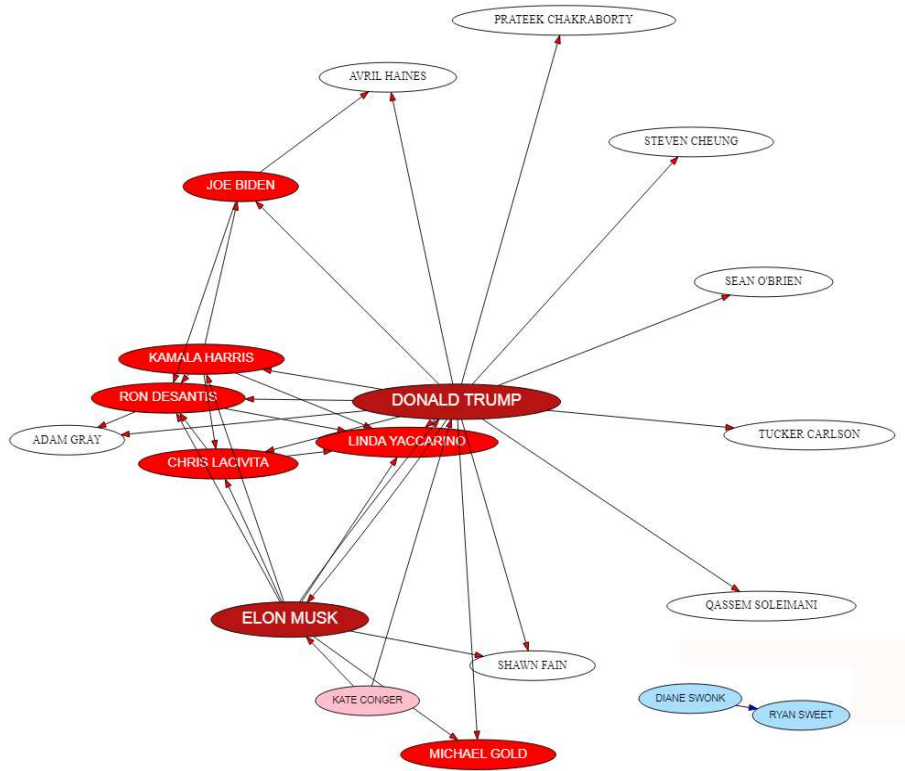 PRATEEK CHAKRABORTY
AVRIL HAINES
STEVEN CHEUNG
JOE BIDEN
SEAN O'BRIEN
KAMALA HARRIS
RON DESANTIS
DONALD TRUMP
ADAM GRAY
LINDA YACCARINO
TUCKER CARLSON
CHRIS LACIVITA
ELON MUSK
QASSEM SOLEIMANI
SHAWN FAIN
KATE CONGER
DIANE SWONK
RYAN SWEET
MICHAEL GOLD